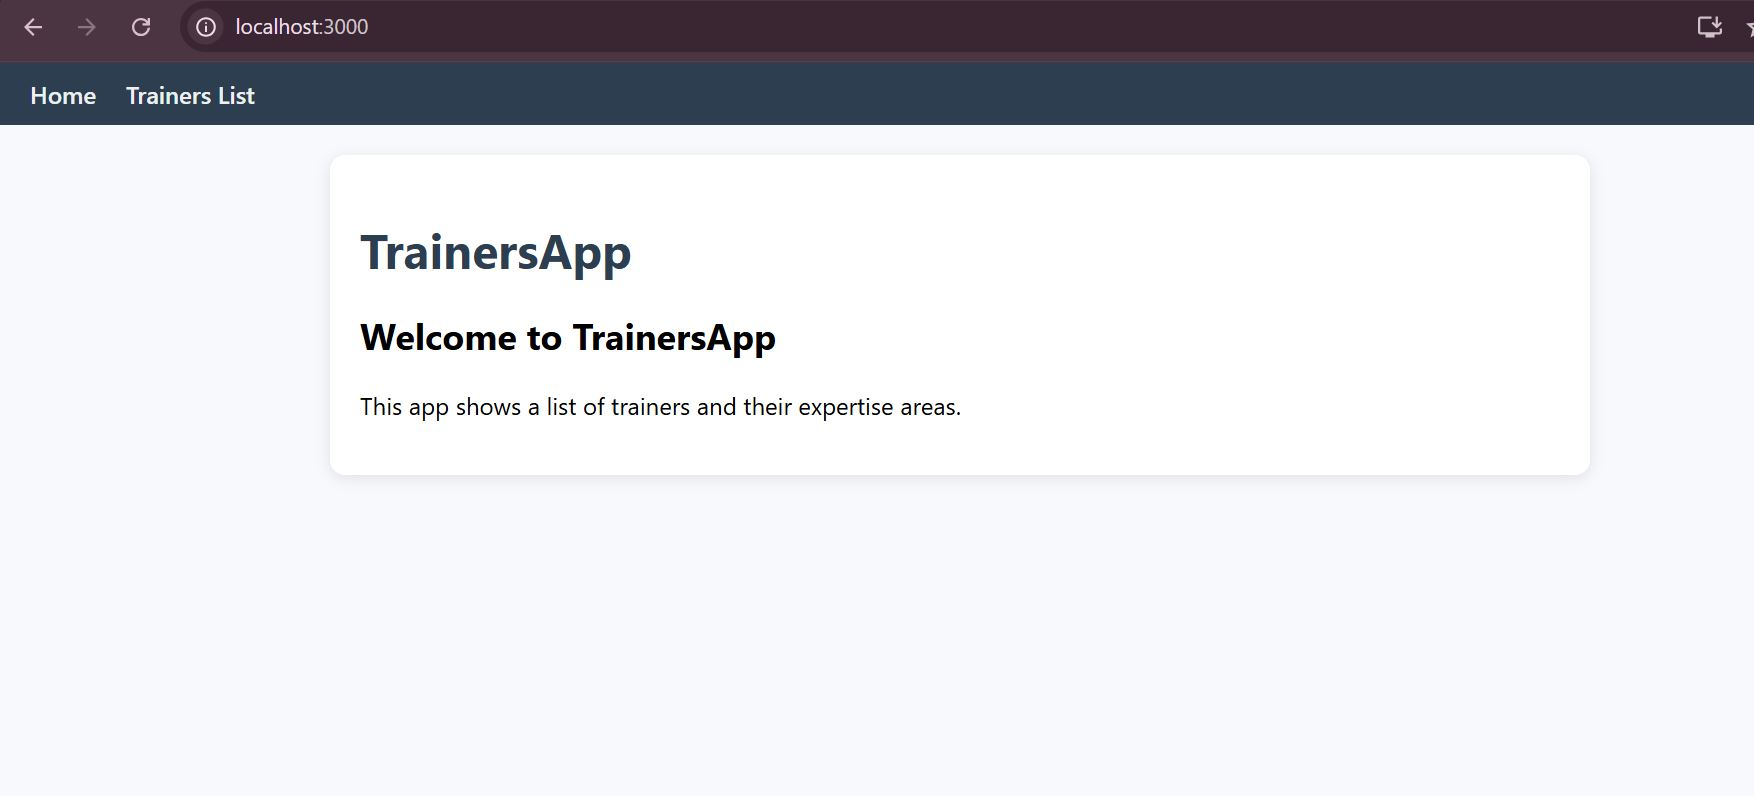 localhost:3000
Home Trainers List
TrainersApp
Welcome to TrainersApp
This app shows a list of trainers and their expertise areas.